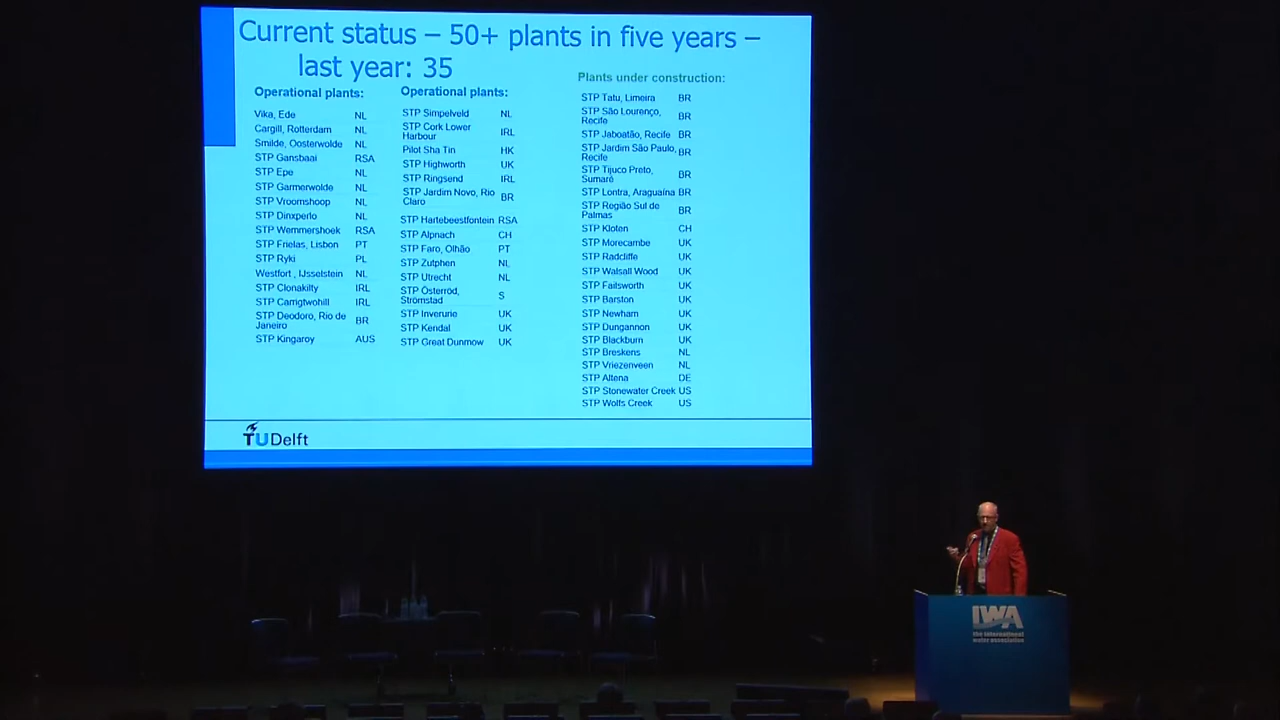 Current status – 50+ plants in five years –
last year: 35
Operational plants:
Vika, Ede NL
Cargill, Rotterdam NL
Smilde, Oosterwolde NL
STP Gansbaai RSA
STP Epe NL
STP Garmerwolde NL
STP Vroomshoop NL
STP Dinxperlo NL
STP Wemmershoek RSA
STP Frielas, Lisbon PT
STP Ryki PL
Westfort , IJsselstein NL
STP Clonakilty IRL
STP Carrigtwohill IRL
STP Deodoro, Rio de
Janeiro BR
STP Kingaroy AUS
Operational plants:
STP Simpelveld NL
STP Cork Lower
Harbour IRL
Pilot Sha Tin HK
STP Highworth UK
STP Ringsend IRL
STP Jardim Novo, Rio
Claro BR
STP Hartebeestfontein RSA
STP Alpnach CH
STP Faro, Olhão PT
STP Zutphen NL
STP Utrecht NL
STP Österröd,
Strömstad S
STP Inverurie UK
STP Kendal UK
STP Great Dunmow UK
Plants under construction:
STP Tatu, Limeira BR
STP São Lourenço,
Recife BR
STP Jaboatão, Recife BR
STP Jardim São Paulo,
Recife BR
STP Tijuco Preto,
Sumaré BR
STP Lontra, Araguaína BR
STP Região Sul de
Palmas BR
STP Kloten CH
STP Morecambe UK
STP Radcliffe UK
STP Walsall Wood UK
STP Failsworth UK
STP Barston UK
STP Newham UK
STP Dungannon UK
STP Blackburn UK
STP Breskens NL
STP Vriezenveen NL
STP Altena DE
STP Stonewater Creek US
STP Wolfs Creek US
TUDelft
IWA
the international
water association